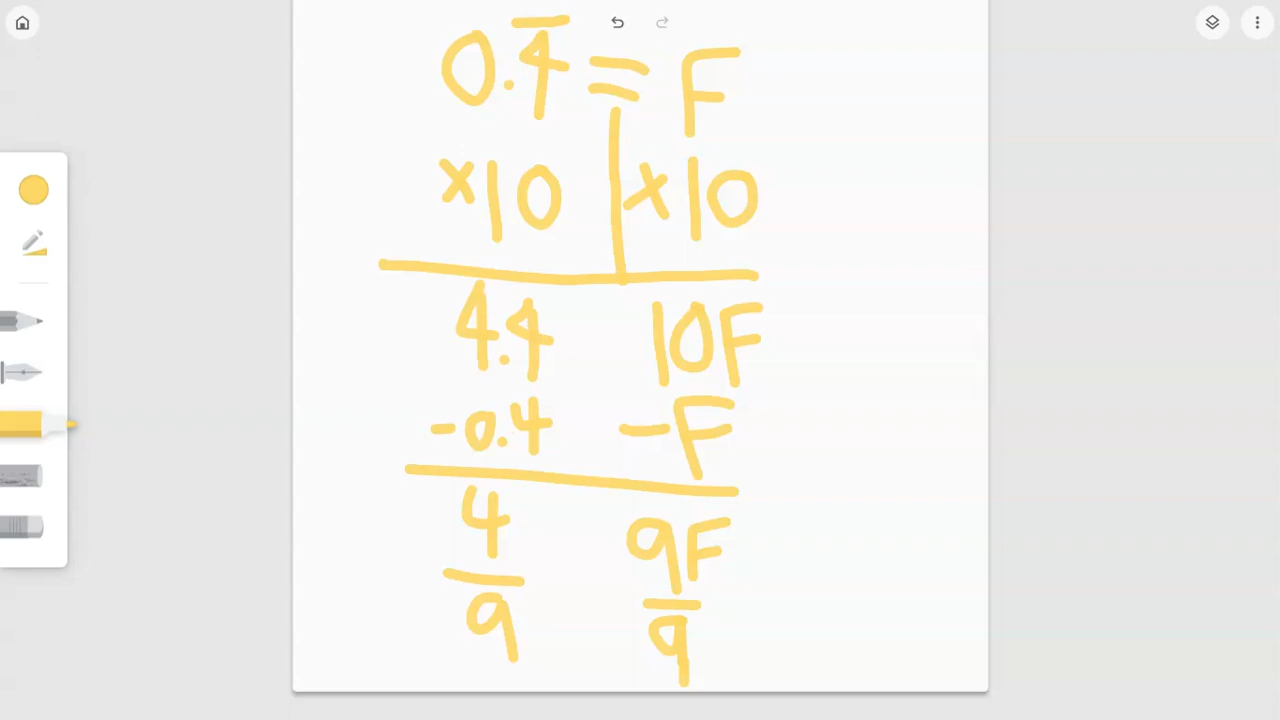 0.4̅ = F
×10 | ×10
4.4 10F
-0.4 -F
4 9F
9 9